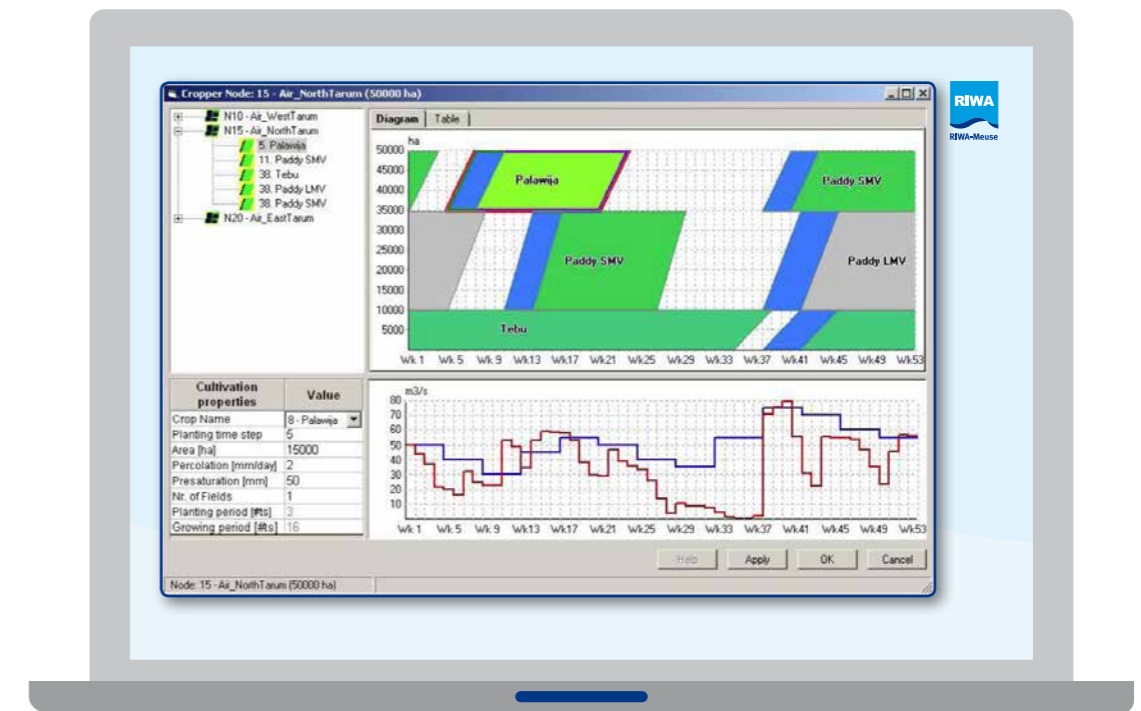 Cropper Node: 15 - Air_NorthTarum (50000 ha)
RIWA
RIWA-Meuse
N10 - Air_WestTarum
N15 - Air_NorthTarum
5. Palawija
11. Paddy SMV
38. Tebu
38. Paddy LMV
38. Paddy SMV
N20 - Air_EastTarum
Diagram Table
ha
50000
45000
40000
35000
30000
25000
20000
15000
10000
5000
Palawija
Paddy SMV
Paddy SMV
Paddy LMV
Tebu
Wk 1 Wk 5 Wk 9 Wk13 Wk17 Wk21 Wk25 Wk29 Wk33 Wk37 Wk41 Wk45 Wk49 Wk53
Cultivation properties Value
Crop Name 8 - Palawija
Planting time step 5
Area [ha] 15000
Percolation [mm/day] 2
Presaturation [mm] 50
Nr. of Fields 1
Planting period [#ts] 3
Growing period [#ts] 16
m3/s
80
70
60
50
40
30
20
10
Wk 1 Wk 5 Wk 9 Wk13 Wk17 Wk21 Wk25 Wk29 Wk33 Wk37 Wk41 Wk45 Wk49 Wk53
Help Apply OK Cancel
Node: 15 - Air_NorthTarum (50000 ha)